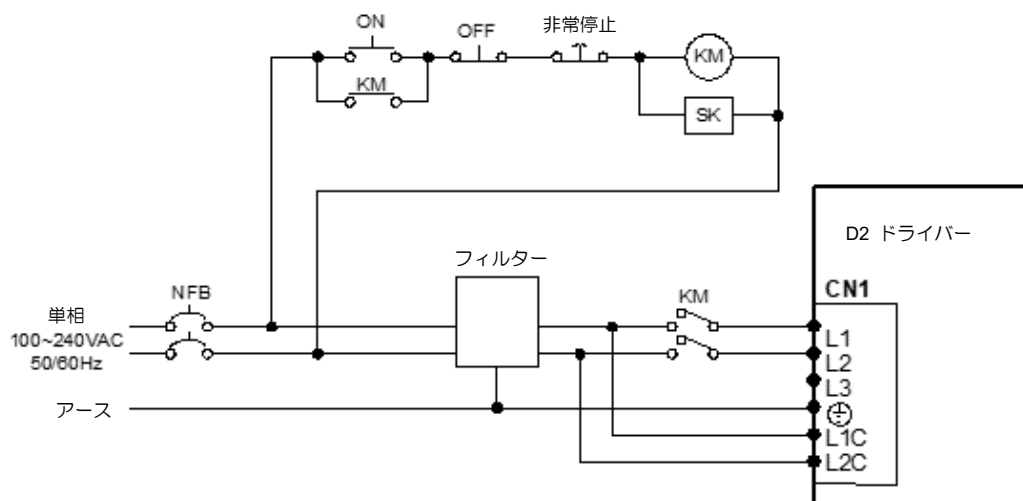 ON
OFF
非常停止
KM
KM
SK
D2 ドライバー
フィルター
CN1
NFB
KM
単相
100~240VAC
50/60Hz
L1
L2
L3
アース
L1C
L2C